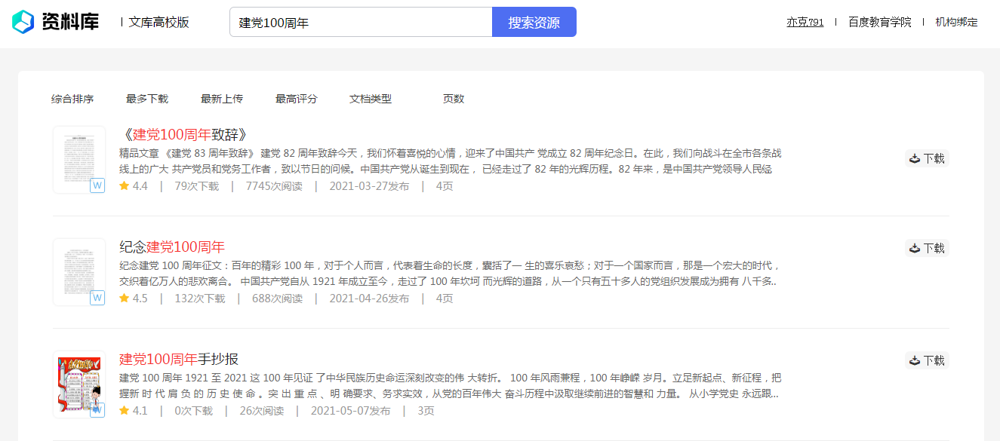 资料库 文库高校版 建党100周年 搜索资源 亦克791 百度教育学院 机构绑定
综合排序 最多下载 最新上传 最高评分 文档类型 页数
《建党100周年致辞》
精品文章 《建党 83 周年致辞》 建党 82 周年致辞今天，我们怀着喜悦的心情，迎来了中国共产 党成立 82 周年纪念日。在此，我们向战斗在全市各条战
线上的广大 共产党员和党务工作者，致以节日的问候。中国共产党从诞生到现在， 已经走过了 82 年的光辉历程。82 年来，是中国共产党领导人民经
下载
W
4.4 | 79次下载 | 7745次阅读 | 2021-03-27发布 | 4页
纪念建党100周年
纪念建党 100 周年征文：百年的精彩 100 年，对于个人而言，代表着生命的长度，囊括了一 生的喜乐哀愁；对于一个国家而言，那是一个宏大的时代，
交织着亿万人的悲欢离合。 中国共产党自从 1921 年成立至今，走过了 100 年坎坷 而光辉的道路，从一个只有五十多人的党组织发展成为拥有 八千多..
下载
W
4.5 | 132次下载 | 688次阅读 | 2021-04-26发布 | 4页
建党100周年手抄报
建党 100 周年 1921 至 2021 这 100 年见证 了中华民族历史命运深刻改变的伟 大转折。 100 年风雨兼程，100 年峥嵘 岁月。立足新起点、新征程，把
握新 时 代 肩 负 的 历 史 使 命 。突 出 重 点 、明 确要求、务求实效，从党的百年伟大 奋斗历程中汲取继续前进的智慧和 力量。 从小学党史 永远跟...
下载
W
4.1 | 0次下载 | 26次阅读 | 2021-05-07发布 | 3页